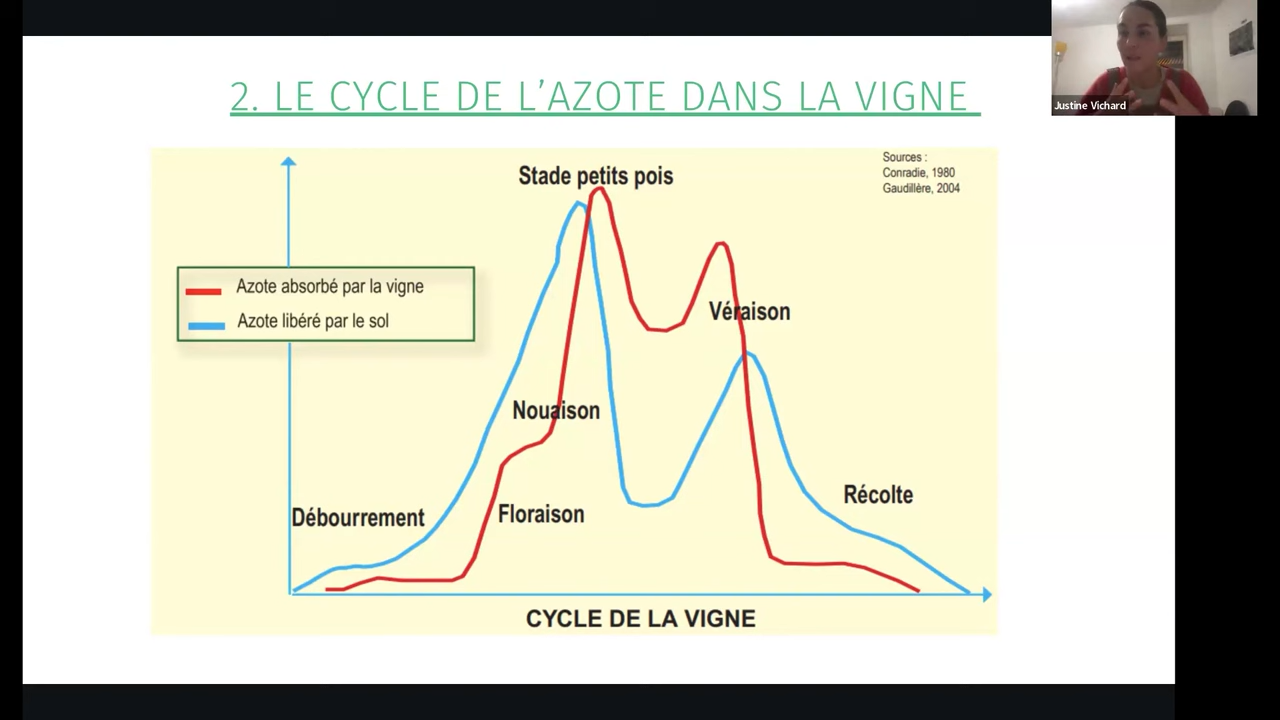 2. LE CYCLE DE L'AZOTE DANS LA VIGNE
Justine Vichard
Sources :
Conradie, 1980
Gaudillère, 2004
Stade petits pois
Azote absorbé par la vigne
Azote libéré par le sol
Véraison
Nouaison
Récolte
Débourrement
Floraison
CYCLE DE LA VIGNE